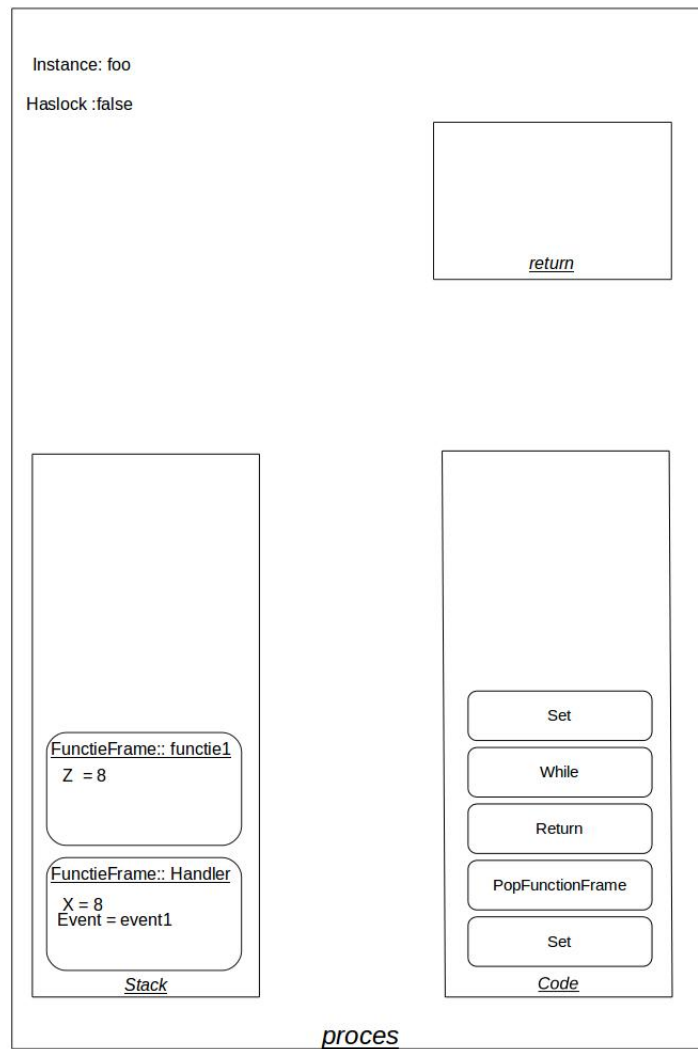 Instance: foo
Haslock :false
return
FunctieFrame:: functie1
Z = 8
FunctieFrame:: Handler
X = 8
Event = event1
Stack
Set
While
Return
PopFunctionFrame
Set
Code
proces